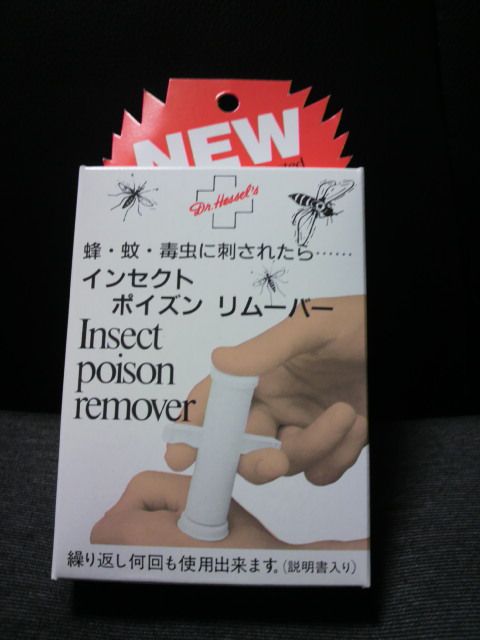 NEW
Dr. Hessel's
蜂・蚊・毒虫に刺されたら……
インセクト
ポイズン リムーバー
Insect
poison
remover
繰り返し何回も使用出来ます。(説明書入り)